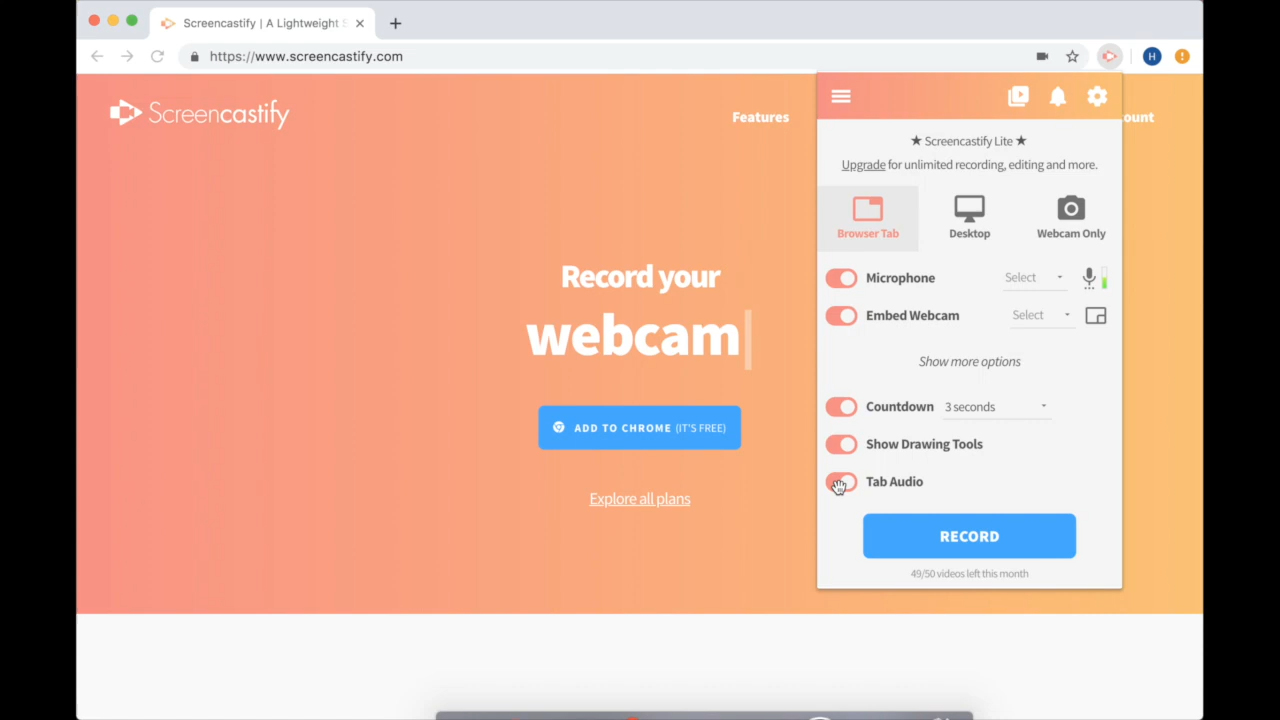 Screencastify | A Lightweight S
https://www.screencastify.com
H
Screencastify
Features
ount
★ Screencastify Lite ★
Upgrade for unlimited recording, editing and more.
Browser Tab
Desktop
Webcam Only
Microphone
Select
Embed Webcam
Select
Show more options
Countdown
3 seconds
Show Drawing Tools
Tab Audio
RECORD
49/50 videos left this month
Record your
webcam
ADD TO CHROME (IT'S FREE)
Explore all plans